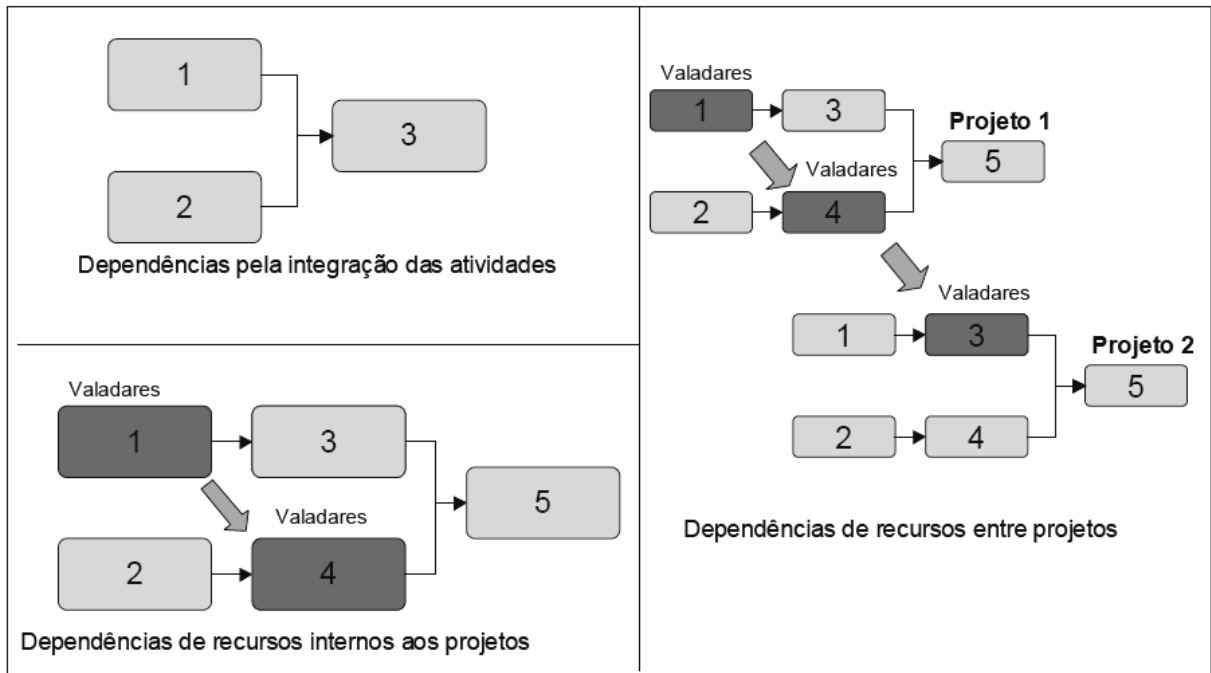 1
2
3
Dependências pela integração das atividades
Valadares
1
3
Valadares
2
4
5
Dependências de recursos internos aos projetos
Valadares
1
3
Projeto 1
5
Valadares
2
4
Valadares
1
3
Projeto 2
5
2
4
Dependências de recursos entre projetos